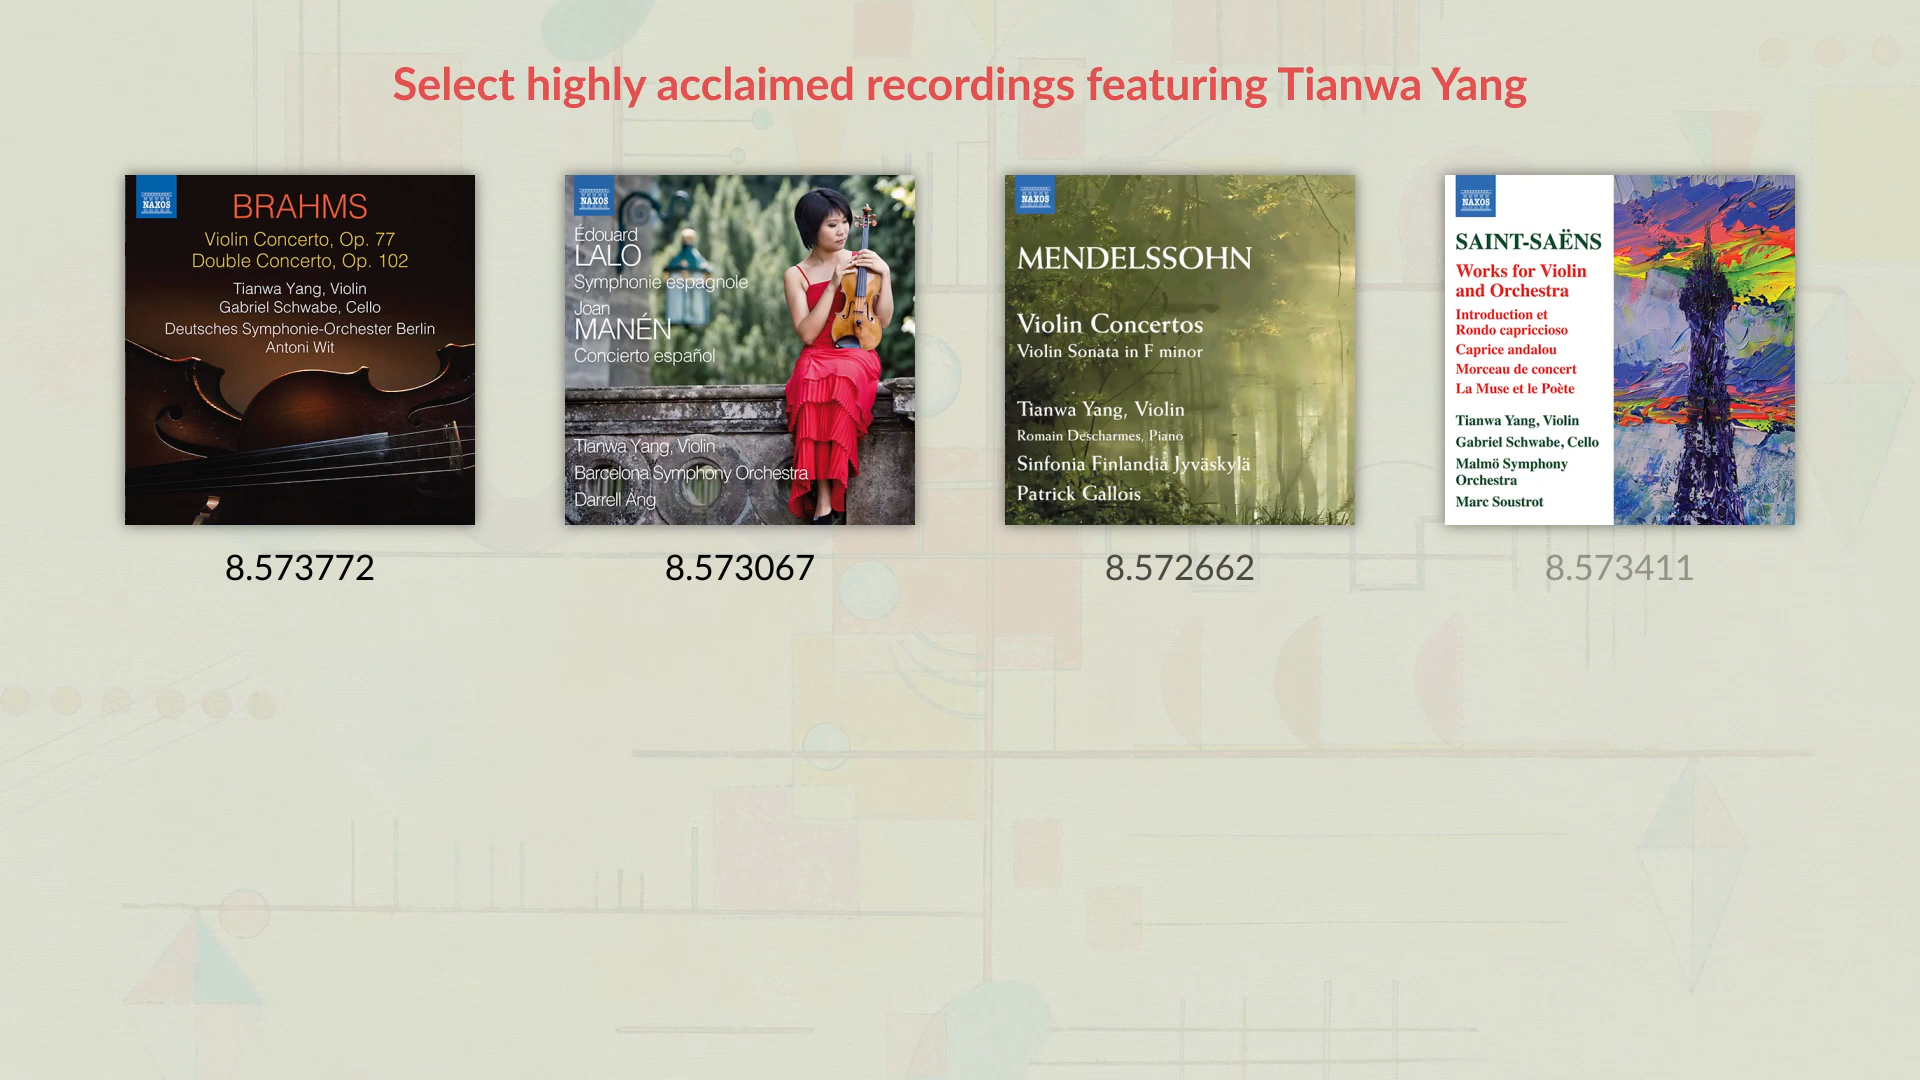 Select highly acclaimed recordings featuring Tianwa Yang
NAXOS
BRAHMS
Violin Concerto, Op. 77
Double Concerto, Op. 102
Tianwa Yang, Violin
Gabriel Schwabe, Cello
Deutsches Symphonie-Orchester Berlin
Antoni Wit
8.573772
NAXOS
Édouard
LALO
Symphonie espagnole
Joan
MANÉN
Concierto español
Tianwa Yang, Violin
Barcelona Symphony Orchestra
Darrell Ang
8.573067
NAXOS
MENDELSSOHN
Violin Concertos
Violin Sonata in F minor
Tianwa Yang, Violin
Romain Descharmes, Piano
Sinfonia Finlandia Jyväskylä
Patrick Gallois
8.572662
NAXOS
SAINT-SAËNS
Works for Violin
and Orchestra
Introduction et
Rondo capriccioso
Caprice andalou
Morceau de concert
La Muse et le Poète
Tianwa Yang, Violin
Gabriel Schwabe, Cello
Malmö Symphony
Orchestra
Marc Soustrot
8.573411